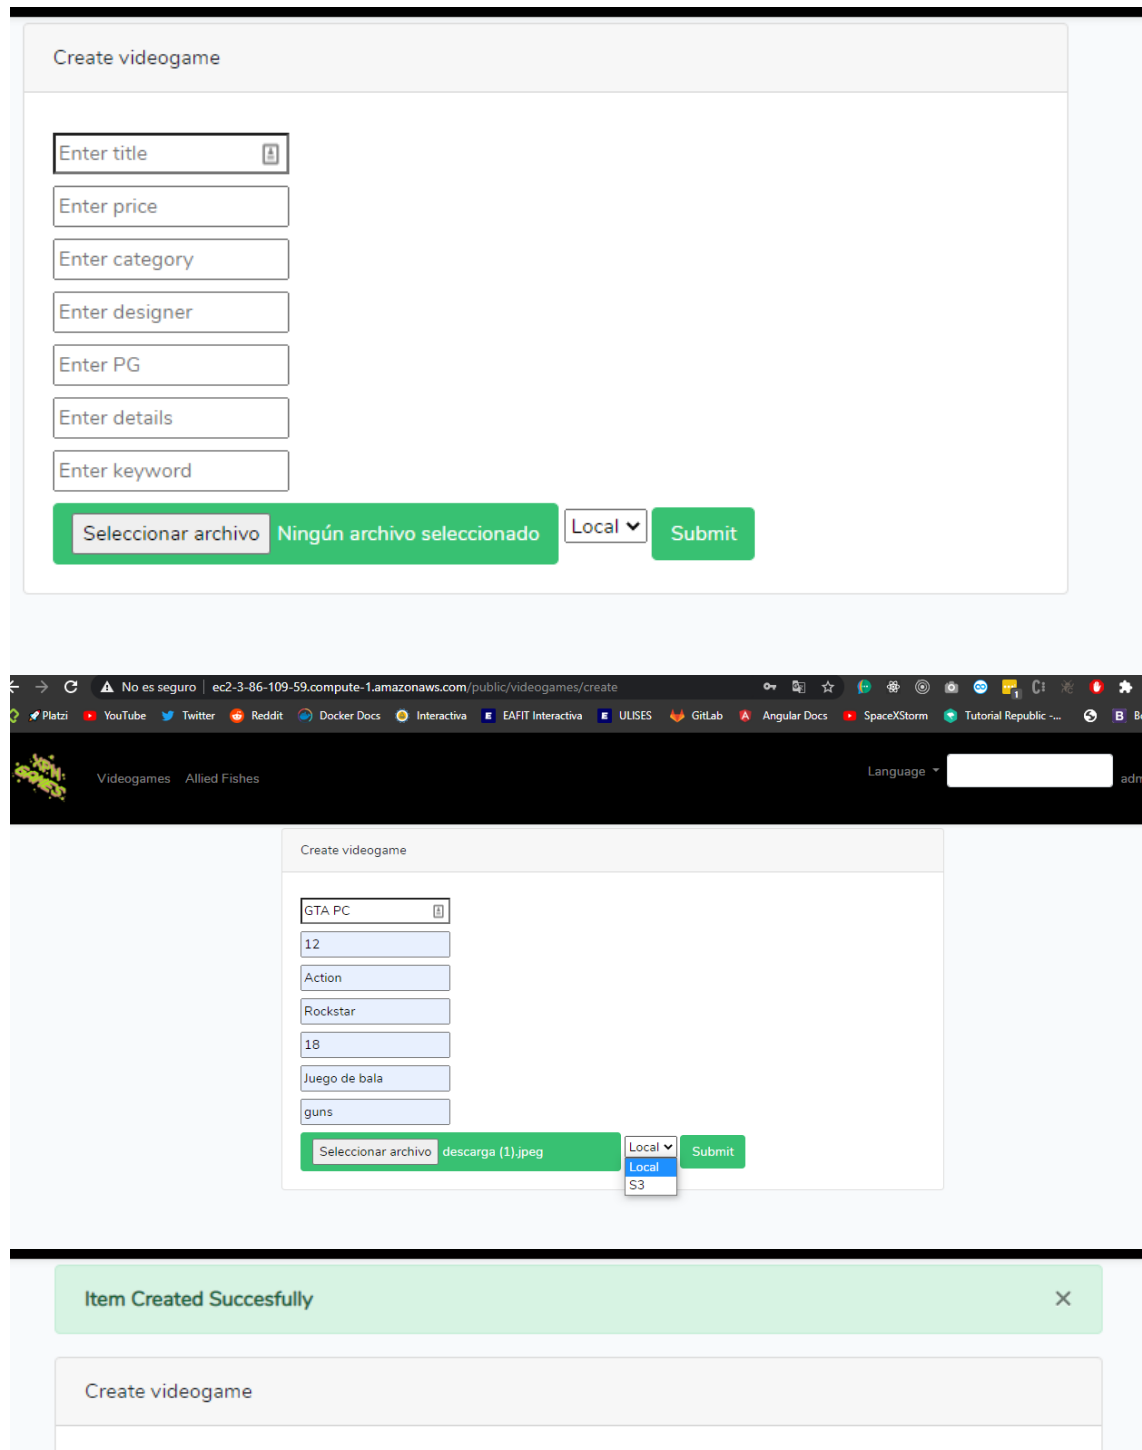 Create videogame
Enter title
Enter price
Enter category
Enter designer
Enter PG
Enter details
Enter keyword
Seleccionar archivo Ningún archivo seleccionado Local Submit
No es seguro ec2-3-86-109-59.compute-1.amazonaws.com/public/videogames/create
Platzi YouTube Twitter Reddit Docker Docs Interactiva EAFIT Interactiva ULISES GitLab Angular Docs SpaceXStorm Tutorial Republic -...
XPM GAMES Videogames Allied Fishes Language
Create videogame
GTA PC
12
Action
Rockstar
18
Juego de bala
guns
Seleccionar archivo descarga (1).jpeg Local Submit
Local
S3
Item Created Succesfully
Create videogame